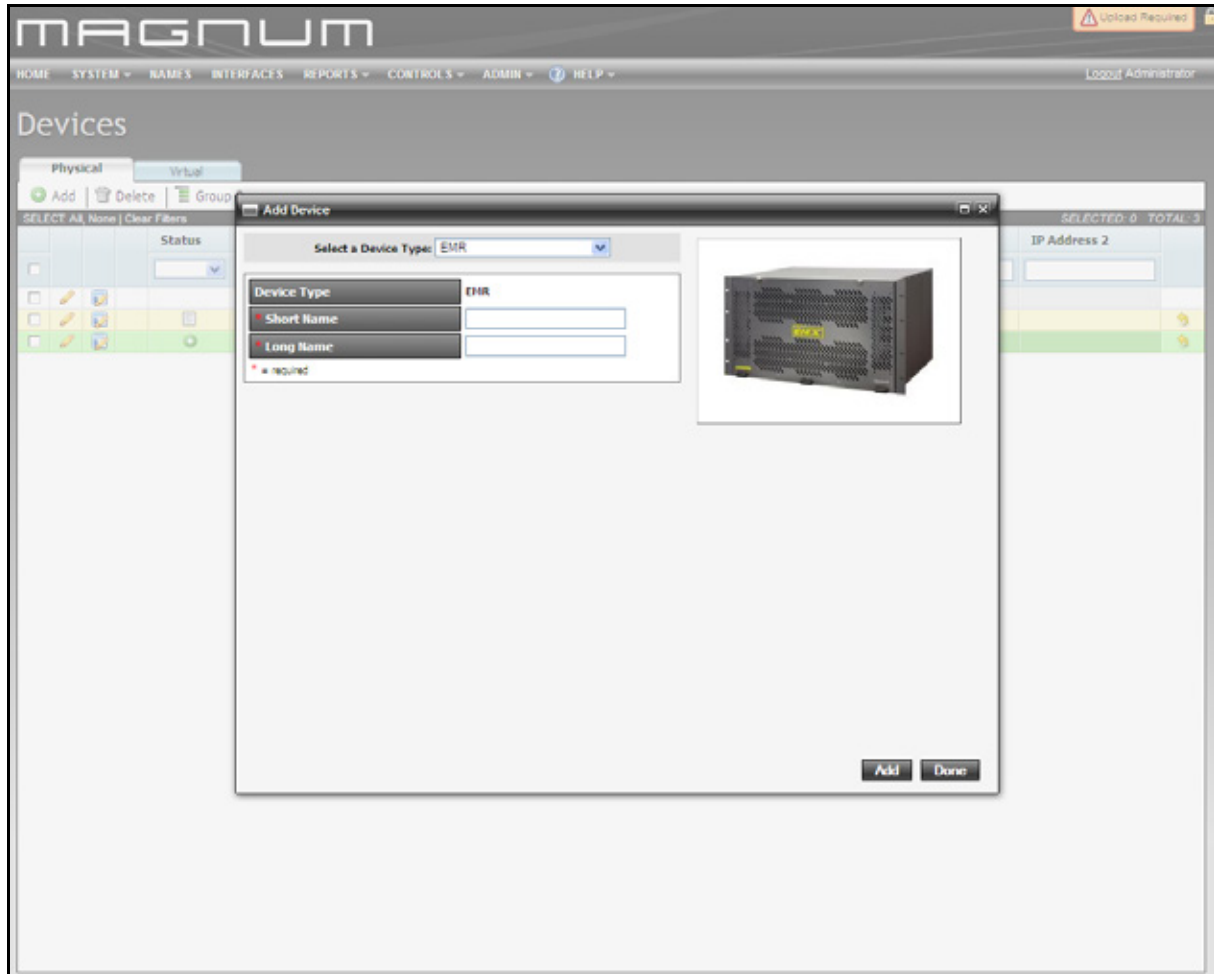 MAGNUM
Upload Required
HOME SYSTEM NAMES INTERFACES REPORTS CONTROLS ADMIN ? HELP
Logout Administrator
Devices
Physical Virtual
Add | Delete | Group
SELECT All, None | Clear Filters
SELECTED: 0 TOTAL: 3
Status
IP Address 2
Add Device
Select a Device Type: EMR
Device Type EMR
* Short Name
* Long Name
* = required
Add Done